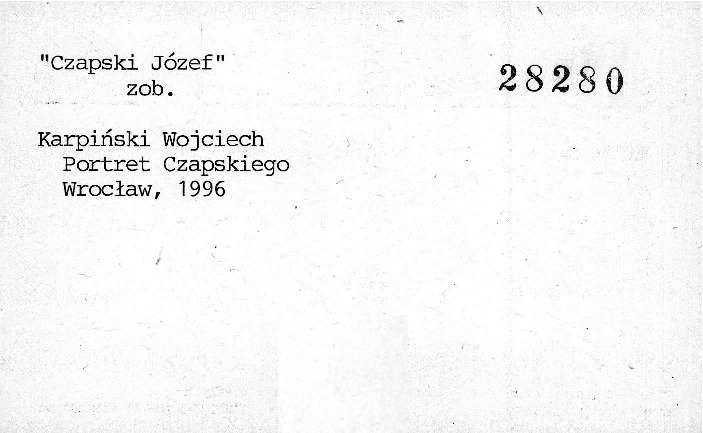 "Czapski Józef"
zob.
28280
Karpiński Wojciech
Portret Czapskiego
Wrocław, 1996